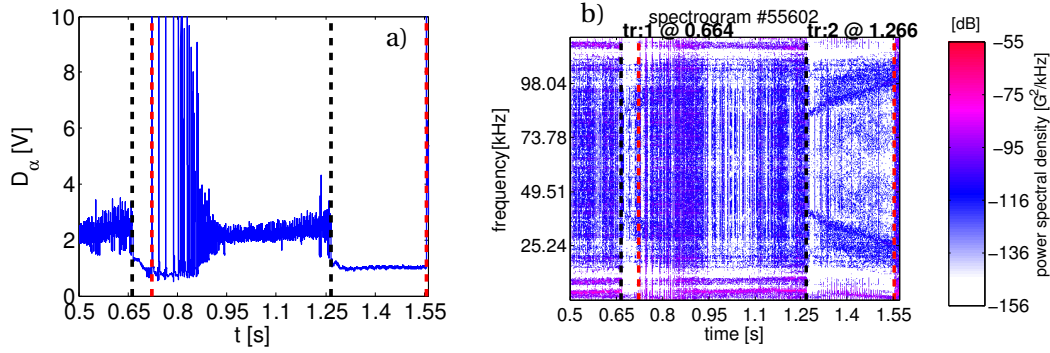 a)
10
8
6
4
2
0
D_α [V]
0.5 0.65 0.8 0.95 1.1 1.25 1.4 1.55
t [s]
b)
spectrogram #55602
tr:1 @ 0.664 tr:2 @ 1.266
98.04
73.78
49.51
25.24
frequency[kHz]
0.5 0.65 0.8 0.95 1.1 1.25 1.4 1.55
time [s]
[dB]
−55
−75
−95
−116
−136
−156
power spectral density [G^2/kHz]